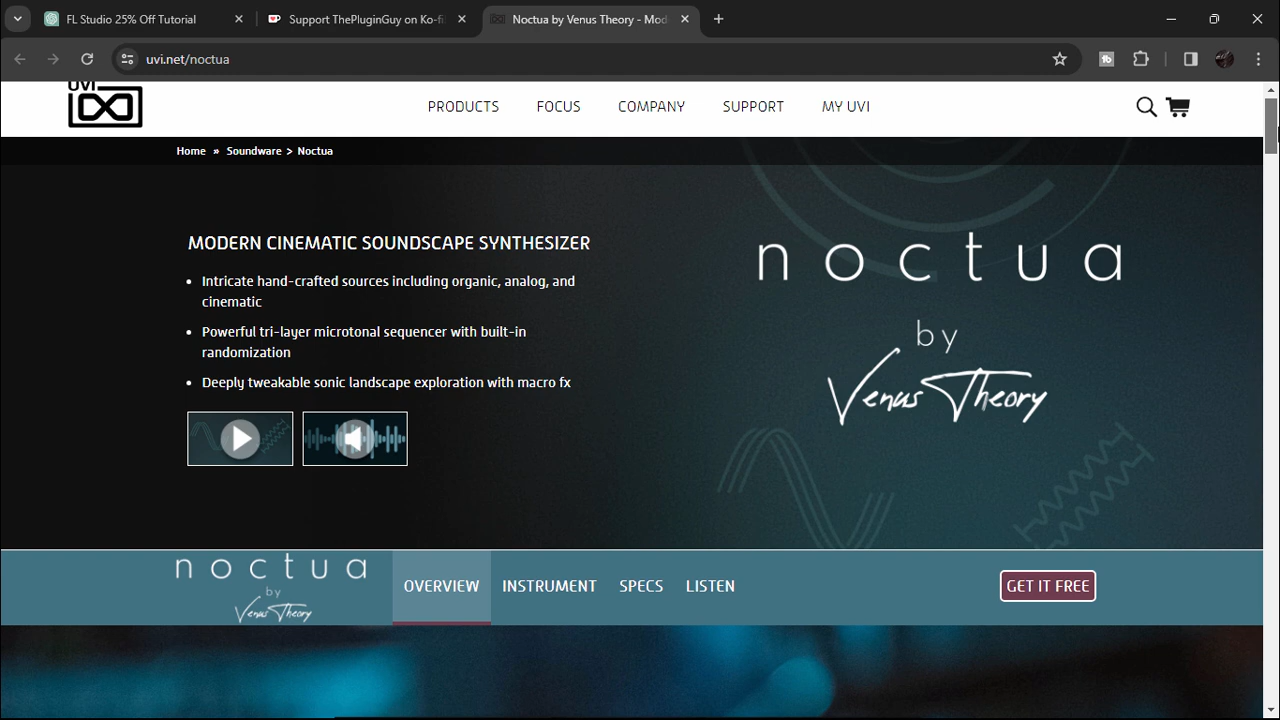 FL Studio 25% Off Tutorial
Support ThePluginGuy on Ko-fi
Noctua by Venus Theory - Mod
uvi.net/noctua
UVI
PRODUCTS
FOCUS
COMPANY
SUPPORT
MY UVI
Home » Soundware > Noctua
MODERN CINEMATIC SOUNDSCAPE SYNTHESIZER
• Intricate hand-crafted sources including organic, analog, and
cinematic
• Powerful tri-layer microtonal sequencer with built-in
randomization
• Deeply tweakable sonic landscape exploration with macro fx
noctua
by
Venus Theory
noctua
by
Venus Theory
OVERVIEW
INSTRUMENT
SPECS
LISTEN
GET IT FREE